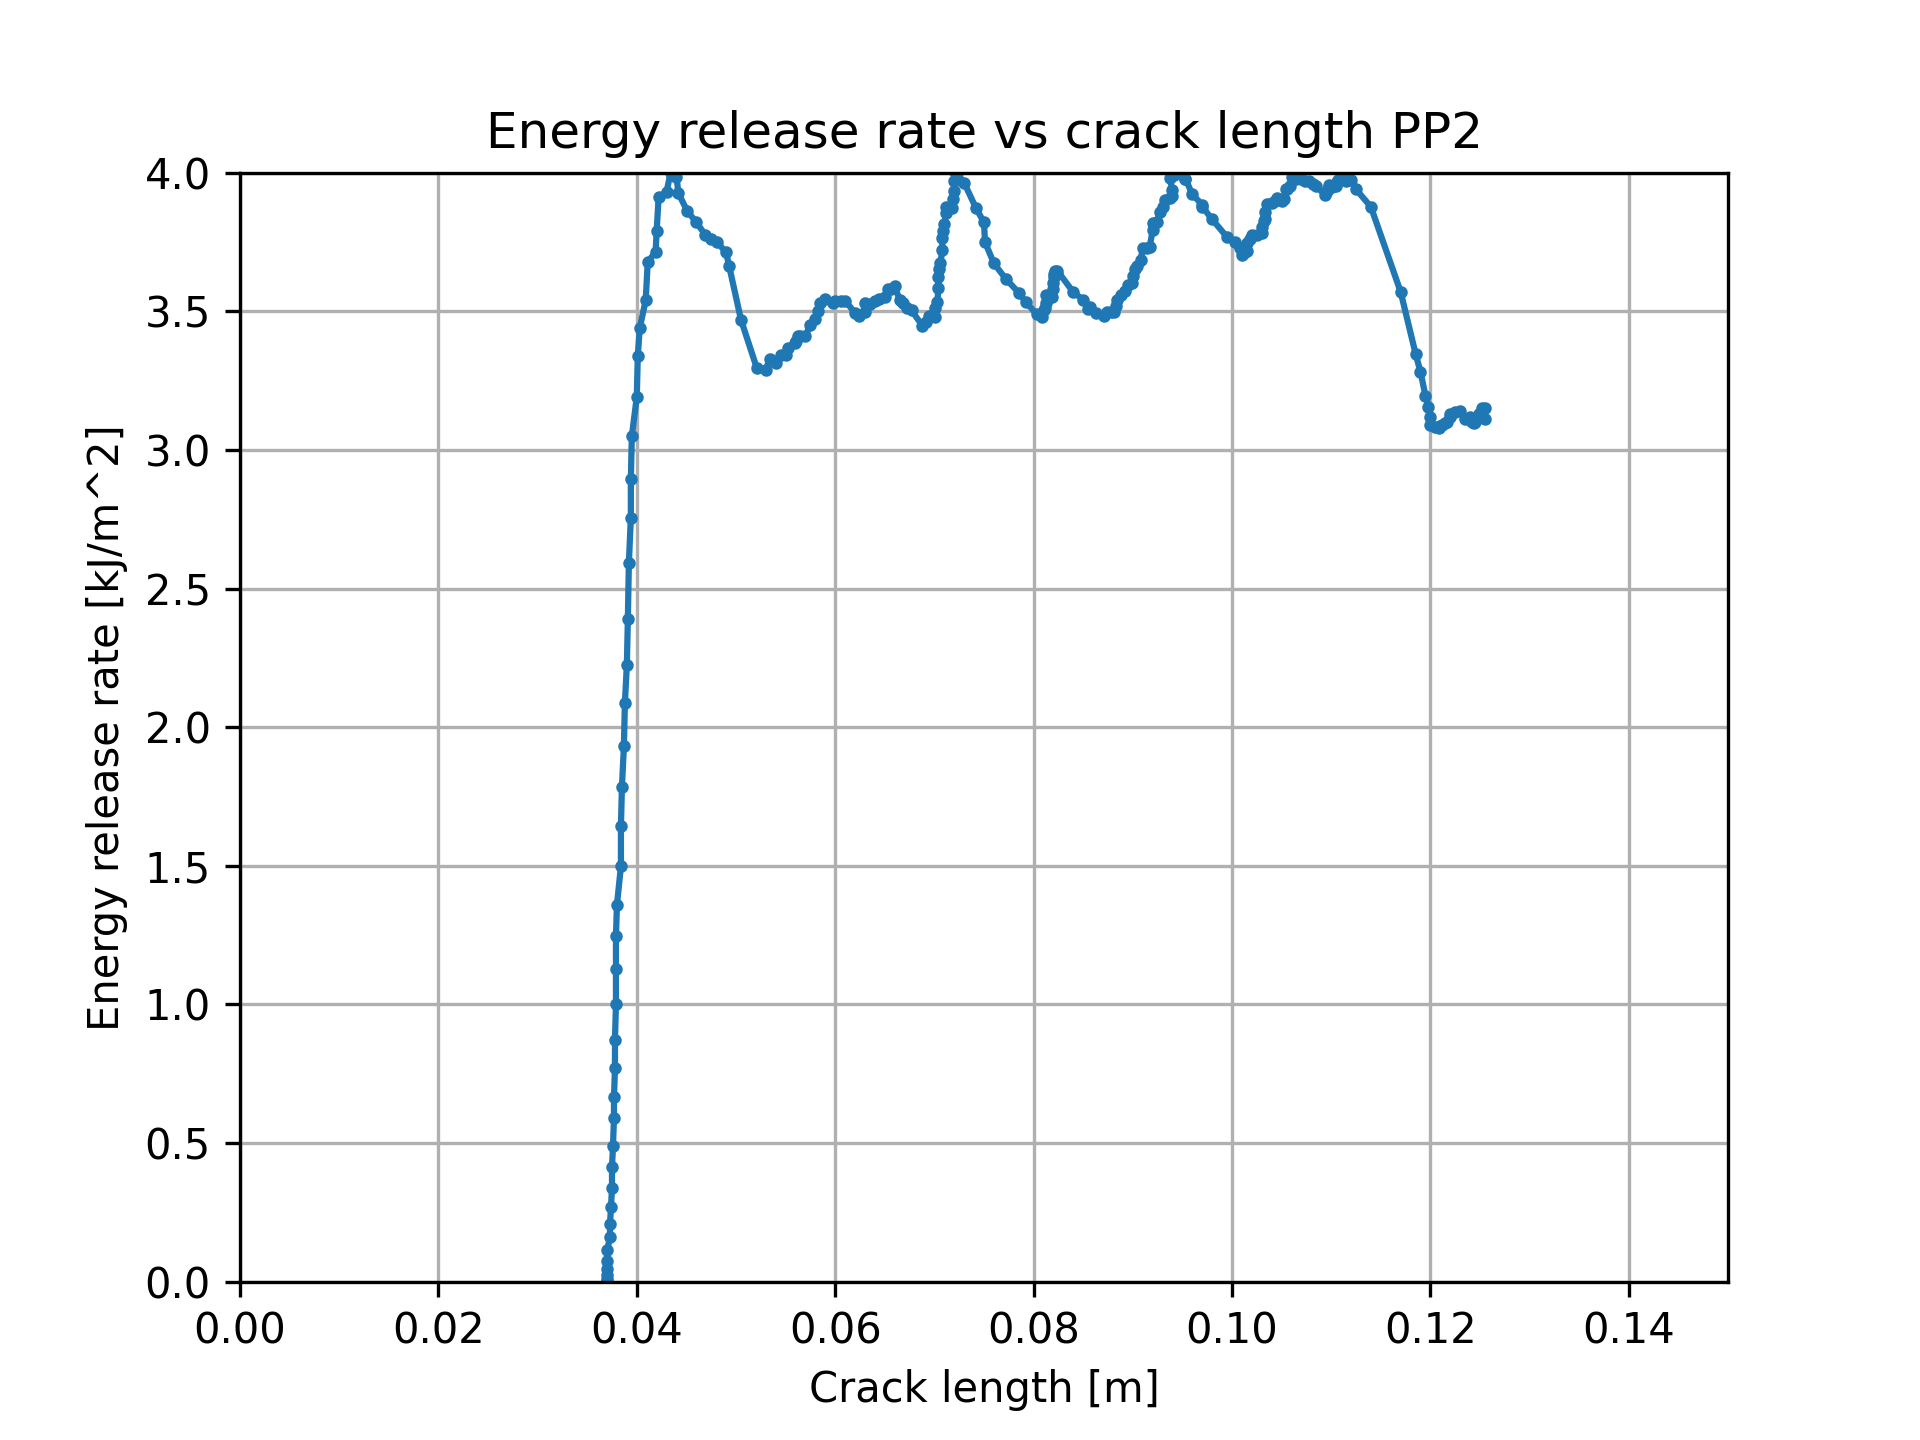 Energy release rate vs crack length PP2
Energy release rate [kJ/m^2]
4.0
3.5
3.0
2.5
2.0
1.5
1.0
0.5
0.0
0.00 0.02 0.04 0.06 0.08 0.10 0.12 0.14
Crack length [m]